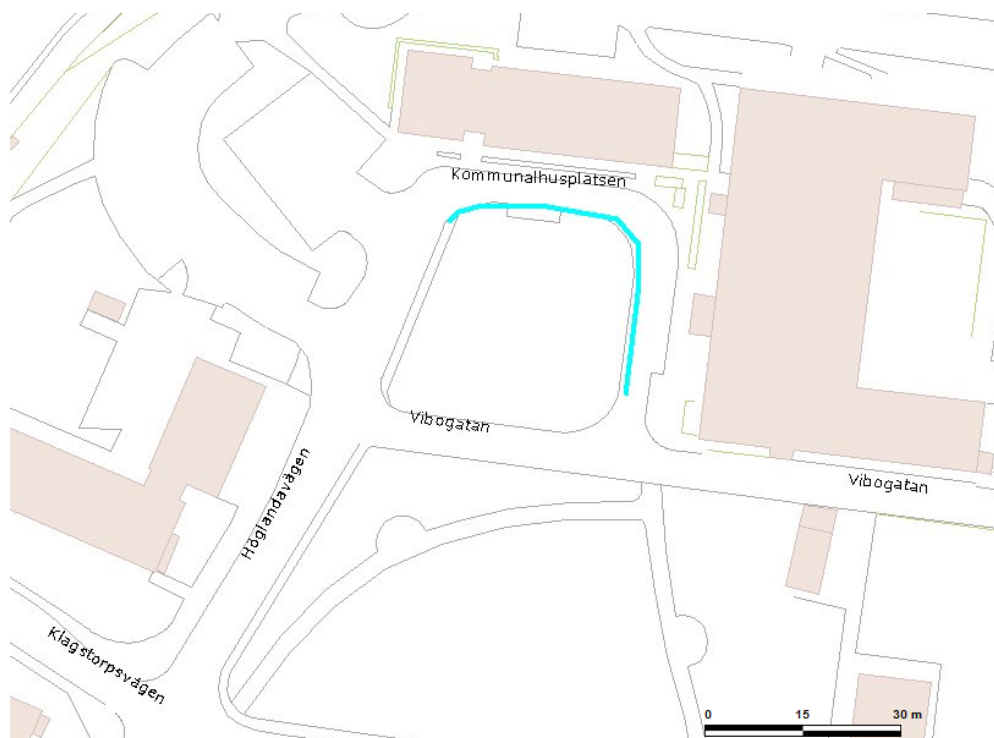 Kommunalhusplatsen
Vibogatan
Vibogatan
Höglandavägen
Klagstorpsvägen
0 15 30 m